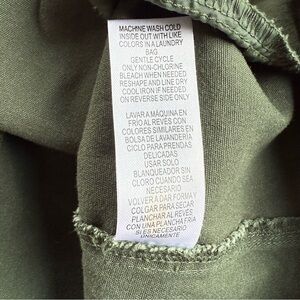 MACHINE WASH COLD
INSIDE OUT WITH LIKE
COLORS IN A LAUNDRY
BAG
GENTLE CYCLE
ONLY NON-CHLORINE
BLEACH WHEN NEEDED
RESHAPE AND LINE DRY
COOL IRON IF NEEDED
ON REVERSE SIDE ONLY
LAVAR A MÁQUINA EN
FRIO AL REVÉS CON
COLORES SIMILARES EN
BOLSA DE LAVANDERÍA
CICLO PARA PRENDAS
DELICADAS
USAR SOLO
BLANQUEADOR SIN
CLORO CUANDO SEA
NECESARIO
VOLVER A DAR FORMA Y
COLGAR PARA SECAR
PLANCHAR AL REVÉS
CON UNA PLANCHA FRIA
SI ES NECESARIO
ÚNICAMENTE